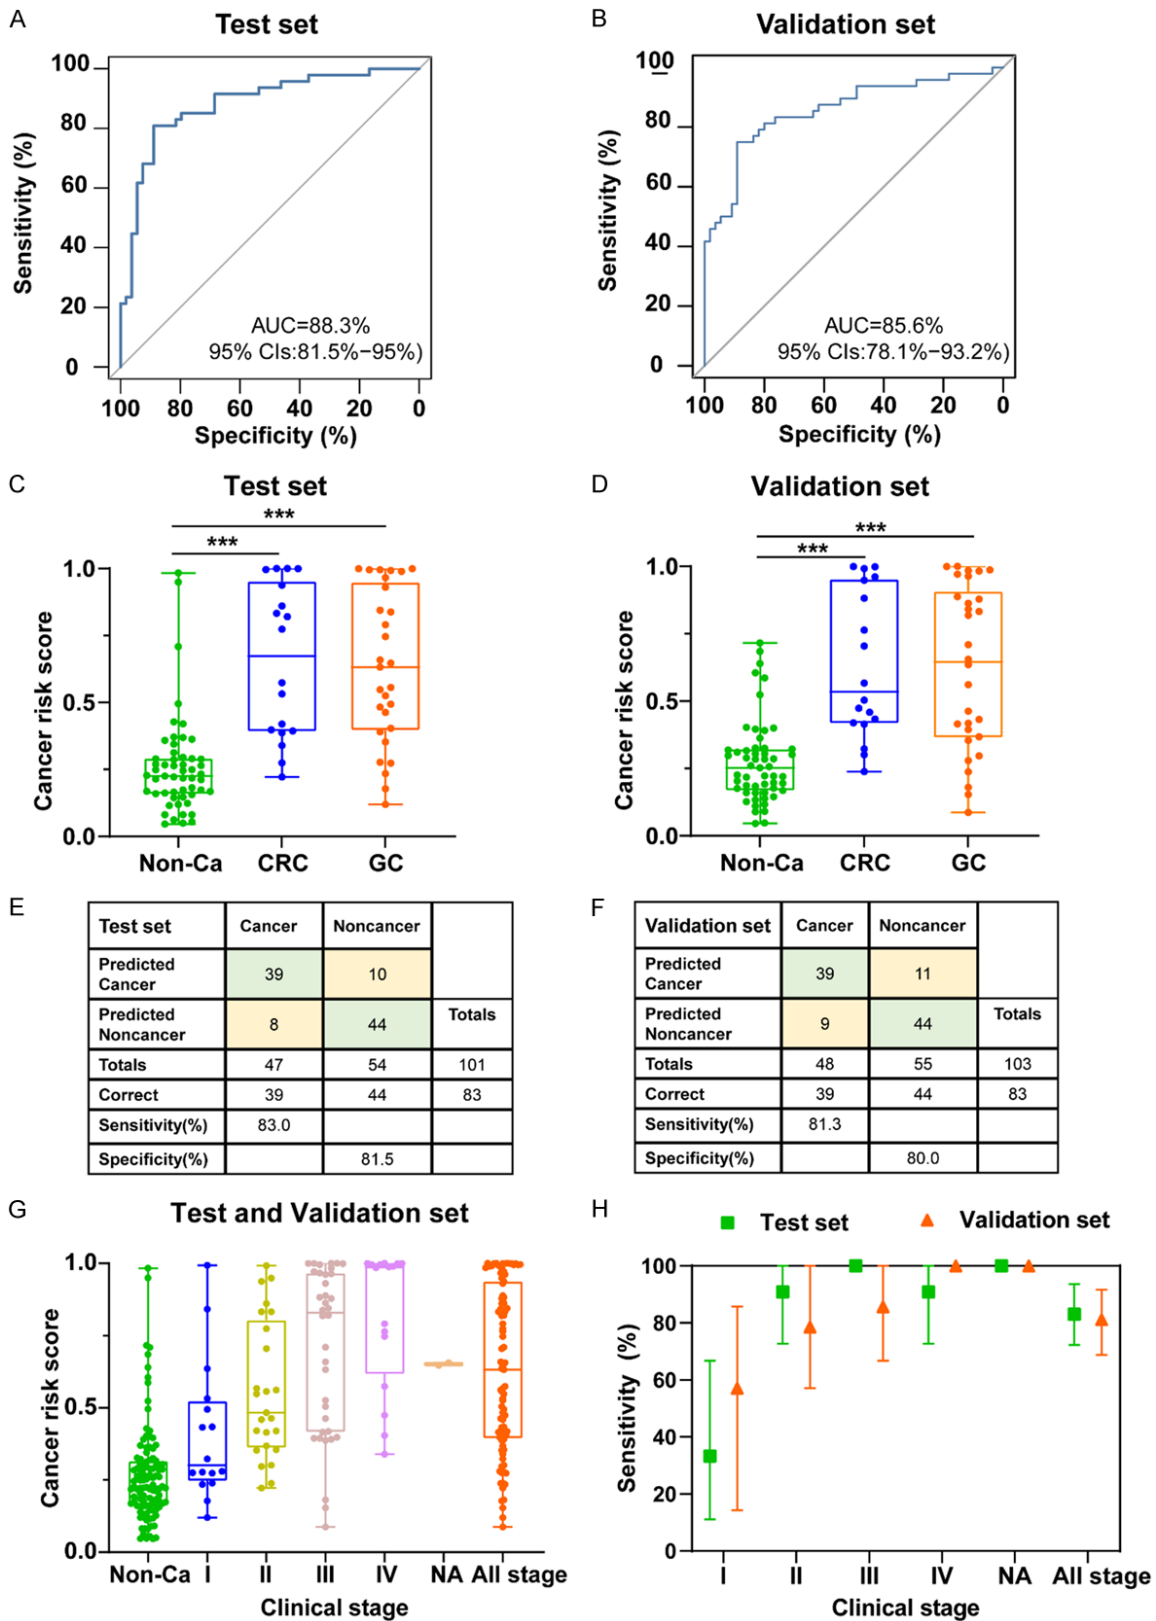 A
Test set
100
80
60
40
20
0
Sensitivity (%)
AUC=88.3%
95% CIs:81.5%−95%)
100 80 60 40 20 0
Specificity (%)
B
Validation set
100
80
60
40
20
0
Sensitivity (%)
AUC=85.6%
95% CIs:78.1%−93.2%)
100 80 60 40 20 0
Specificity (%)
C
Test set
***
***
1.0
0.5
0.0
Cancer risk score
Non-Ca CRC GC
D
Validation set
***
***
1.0
0.5
0.0
Cancer risk score
Non-Ca CRC GC
E
Test set Cancer Noncancer
Predicted
Cancer 39 10
Predicted
Noncancer 8 44 Totals
Totals 47 54 101
Correct 39 44 83
Sensitivity(%) 83.0
Specificity(%) 81.5
F
Validation set Cancer Noncancer
Predicted
Cancer 39 11
Predicted
Noncancer 9 44 Totals
Totals 48 55 103
Correct 39 44 83
Sensitivity(%) 81.3
Specificity(%) 80.0
G
Test and Validation set
1.0
0.5
0.0
Cancer risk score
Non-Ca I II III IV NA All stage
Clinical stage
H
Test set Validation set
100
80
60
40
20
0
Sensitivity (%)
I II III IV NA All stage
Clinical stage